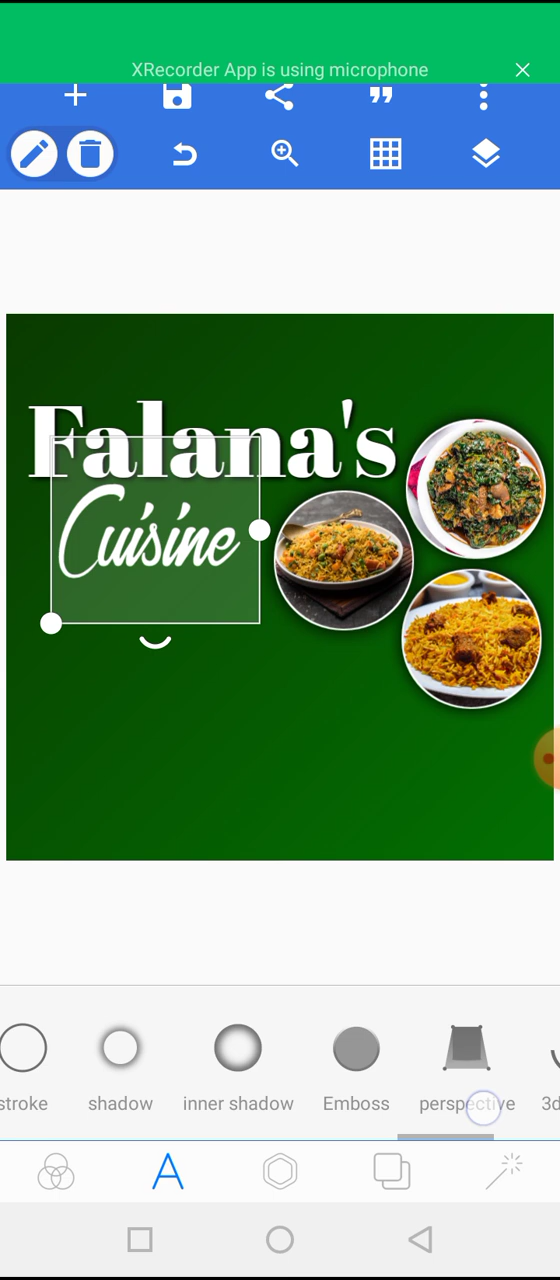 XRecorder App is using microphone
Falana's
Cuisine
stroke shadow inner shadow Emboss perspective 3d